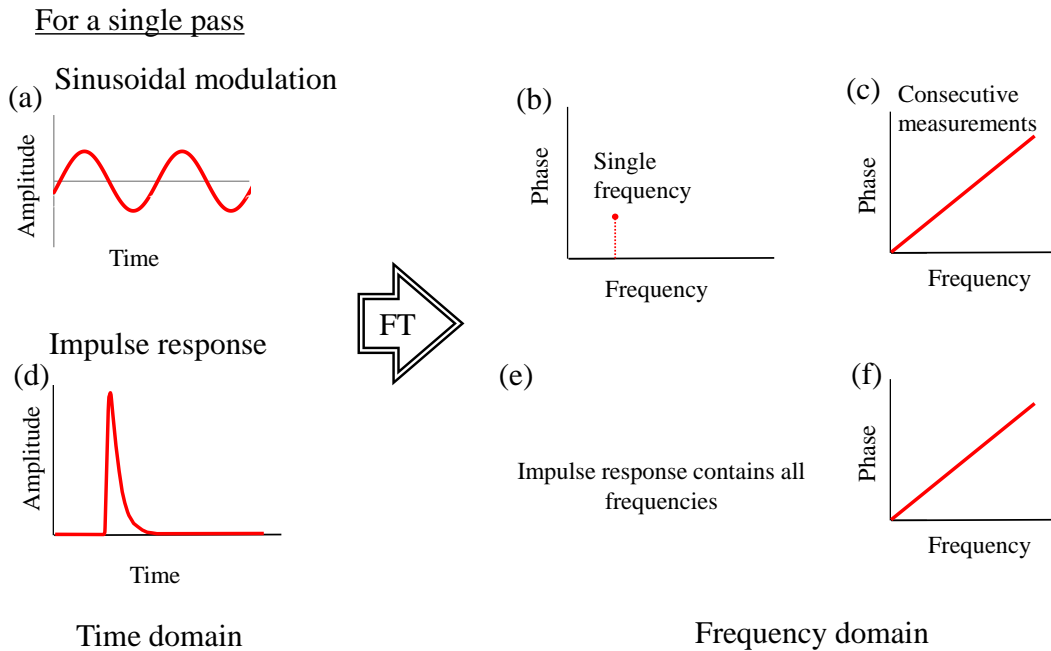 For a single pass
Sinusoidal modulation
(a)
Amplitude
Time
(b)
Single
frequency
Phase
Frequency
(c)
Consecutive
measurements
Phase
Frequency
FT
Impulse response
(d)
Amplitude
Time
(e)
Impulse response contains all
frequencies
(f)
Phase
Frequency
Time domain
Frequency domain